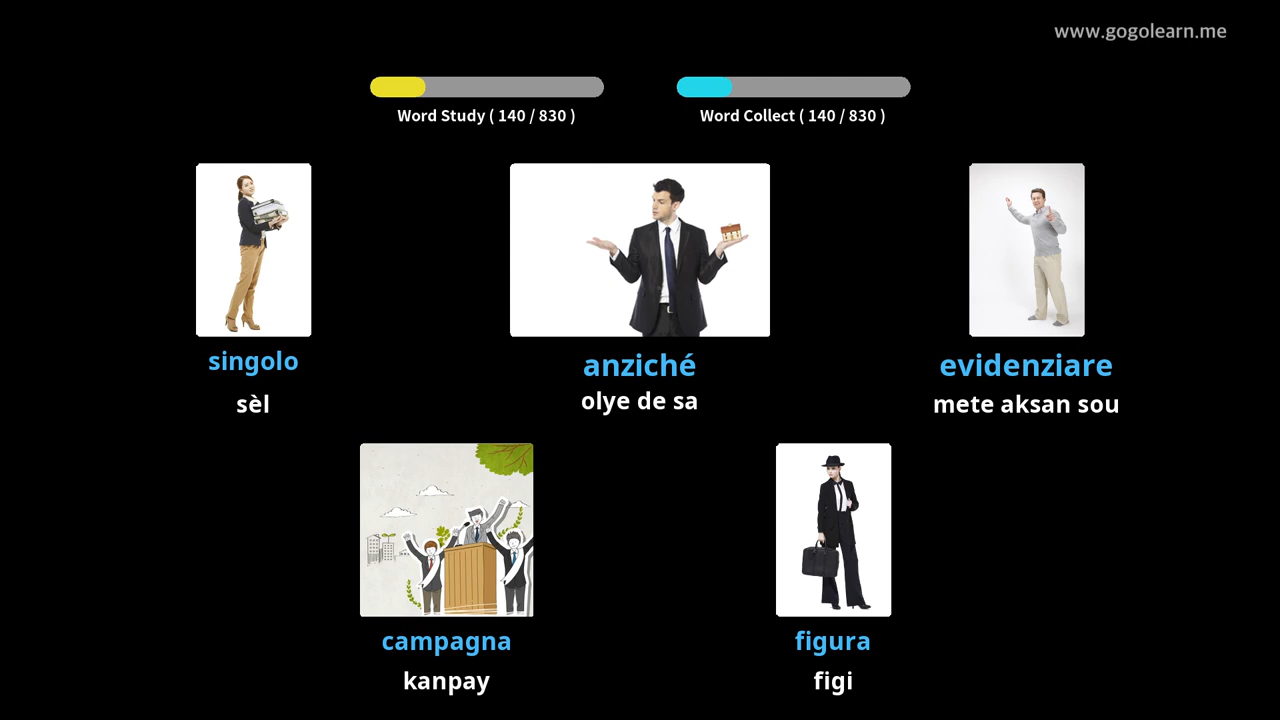 www.gogolearn.me
Word Study ( 140 / 830 )
Word Collect ( 140 / 830 )
singolo
sèl
anziché
olye de sa
evidenziare
mete aksan sou
campagna
kanpay
figura
figi